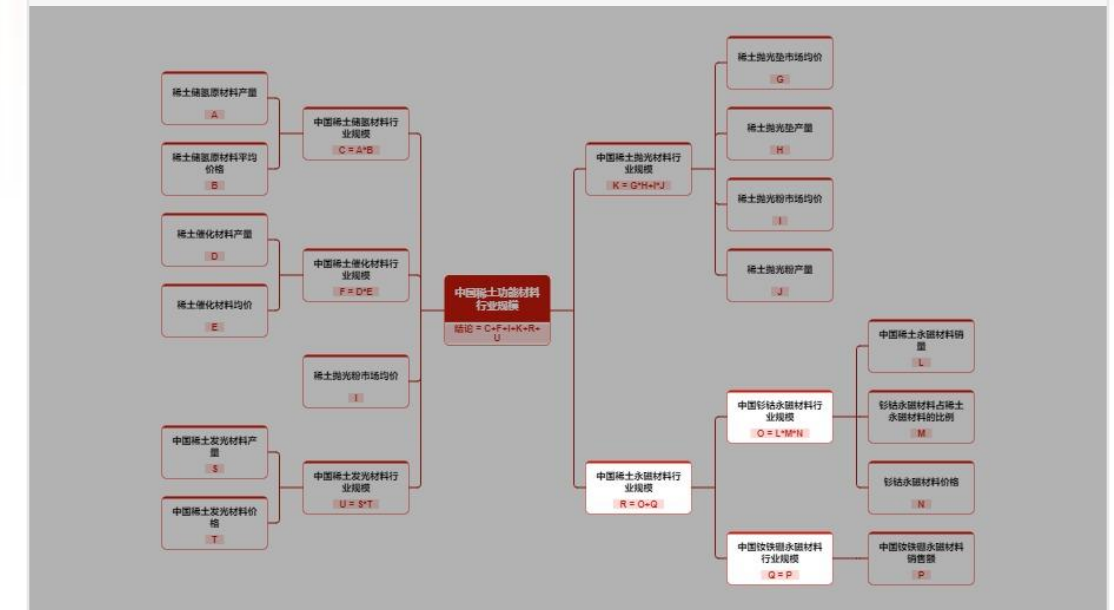 稀土储氢原材料产量
A
稀土储氢原材料平均
价格
B
中国稀土储氢材料行
业规模
C = A*B
稀土催化材料产量
D
稀土催化材料均价
E
中国稀土催化材料行
业规模
F = D*E
稀土抛光粉市场均价
I
中国稀土发光材料产
量
S
中国稀土发光材料价
格
T
中国稀土发光材料行
业规模
U = S*T
中国稀土功能材料
行业规模
结论 = C+F+I+K+R+
U
中国稀土抛光材料行
业规模
K = G*H+I*J
稀土抛光垫市场均价
G
稀土抛光垫产量
H
稀土抛光粉市场均价
I
稀土抛光粉产量
J
中国稀土永磁材料行
业规模
R = O+Q
中国钐钴永磁材料行
业规模
O = L*M*N
中国稀土永磁材料销
量
L
钐钴永磁材料占稀土
永磁材料的比例
M
钐钴永磁材料价格
N
中国钕铁硼永磁材料
行业规模
Q = P
中国钕铁硼永磁材料
销售额
P